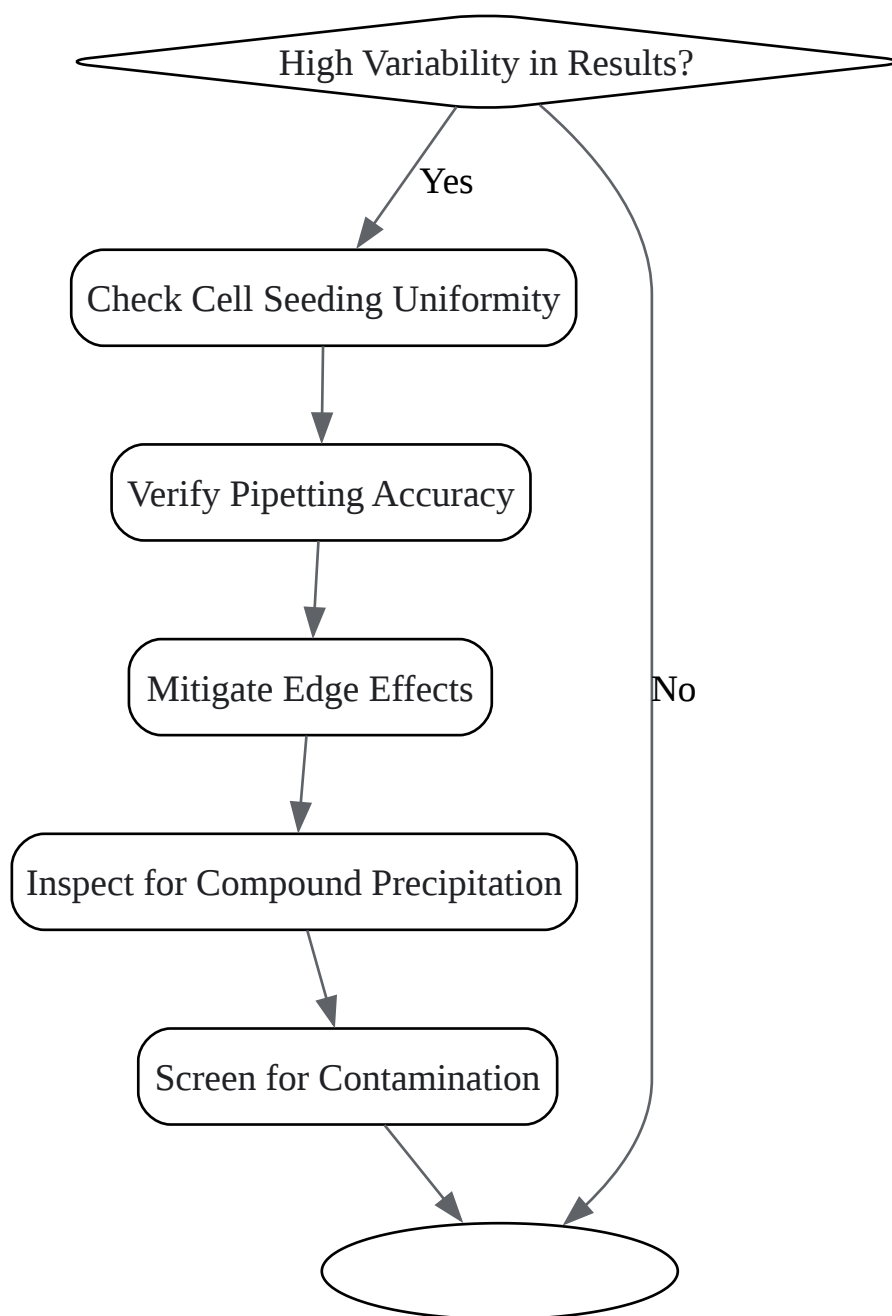 High Variability in Results?
Yes
Check Cell Seeding Uniformity
Verify Pipetting Accuracy
Mitigate Edge Effects
No
Inspect for Compound Precipitation
Screen for Contamination